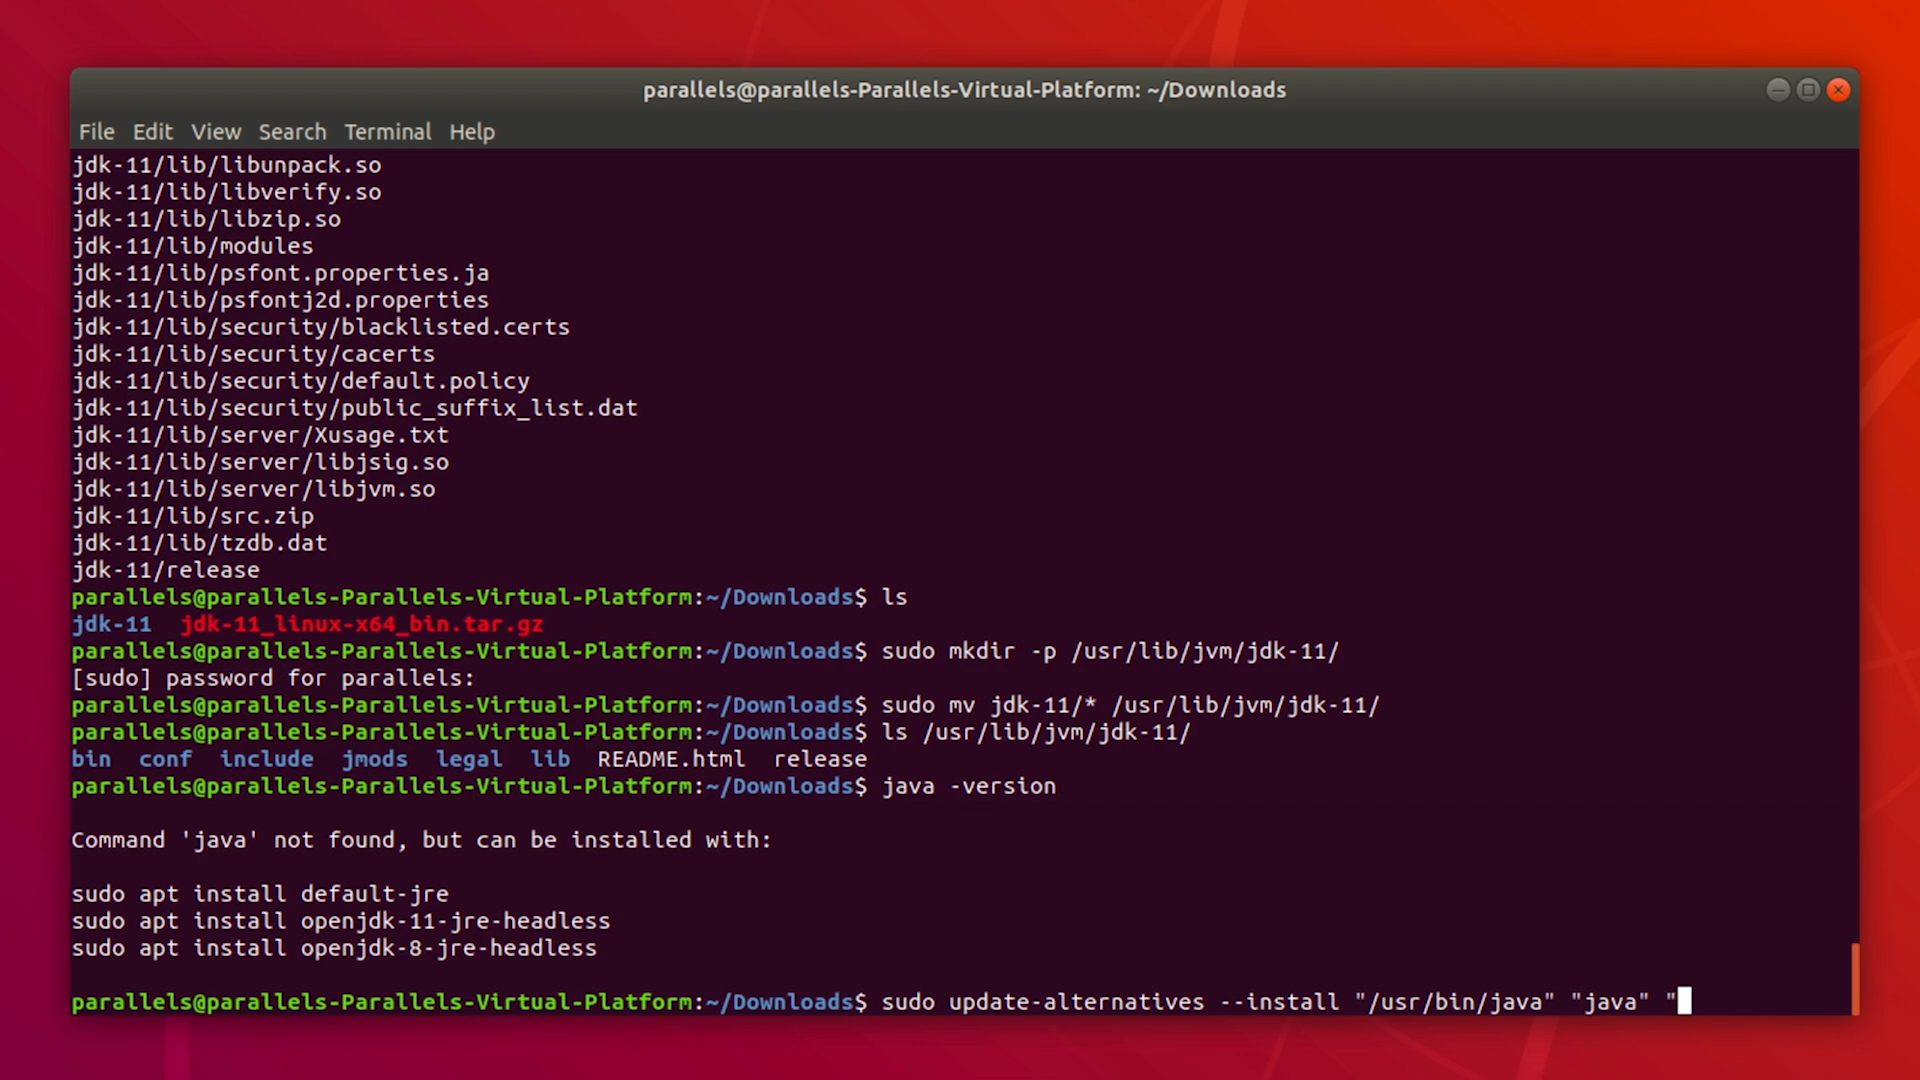 parallels@parallels-Parallels-Virtual-Platform: ~/Downloads
File Edit View Search Terminal Help
jdk-11/lib/libunpack.so
jdk-11/lib/libverify.so
jdk-11/lib/libzip.so
jdk-11/lib/modules
jdk-11/lib/psfont.properties.ja
jdk-11/lib/psfontj2d.properties
jdk-11/lib/security/blacklisted.certs
jdk-11/lib/security/cacerts
jdk-11/lib/security/default.policy
jdk-11/lib/security/public_suffix_list.dat
jdk-11/lib/server/Xusage.txt
jdk-11/lib/server/libjsig.so
jdk-11/lib/server/libjvm.so
jdk-11/lib/src.zip
jdk-11/lib/tzdb.dat
jdk-11/release
parallels@parallels-Parallels-Virtual-Platform:~/Downloads$ ls
jdk-11  jdk-11_linux-x64_bin.tar.gz
parallels@parallels-Parallels-Virtual-Platform:~/Downloads$ sudo mkdir -p /usr/lib/jvm/jdk-11/
[sudo] password for parallels:
parallels@parallels-Parallels-Virtual-Platform:~/Downloads$ sudo mv jdk-11/* /usr/lib/jvm/jdk-11/
parallels@parallels-Parallels-Virtual-Platform:~/Downloads$ ls /usr/lib/jvm/jdk-11/
bin  conf  include  jmods  legal  lib  README.html  release
parallels@parallels-Parallels-Virtual-Platform:~/Downloads$ java -version
Command 'java' not found, but can be installed with:
sudo apt install default-jre
sudo apt install openjdk-11-jre-headless
sudo apt install openjdk-8-jre-headless
parallels@parallels-Parallels-Virtual-Platform:~/Downloads$ sudo update-alternatives --install "/usr/bin/java" "java" "